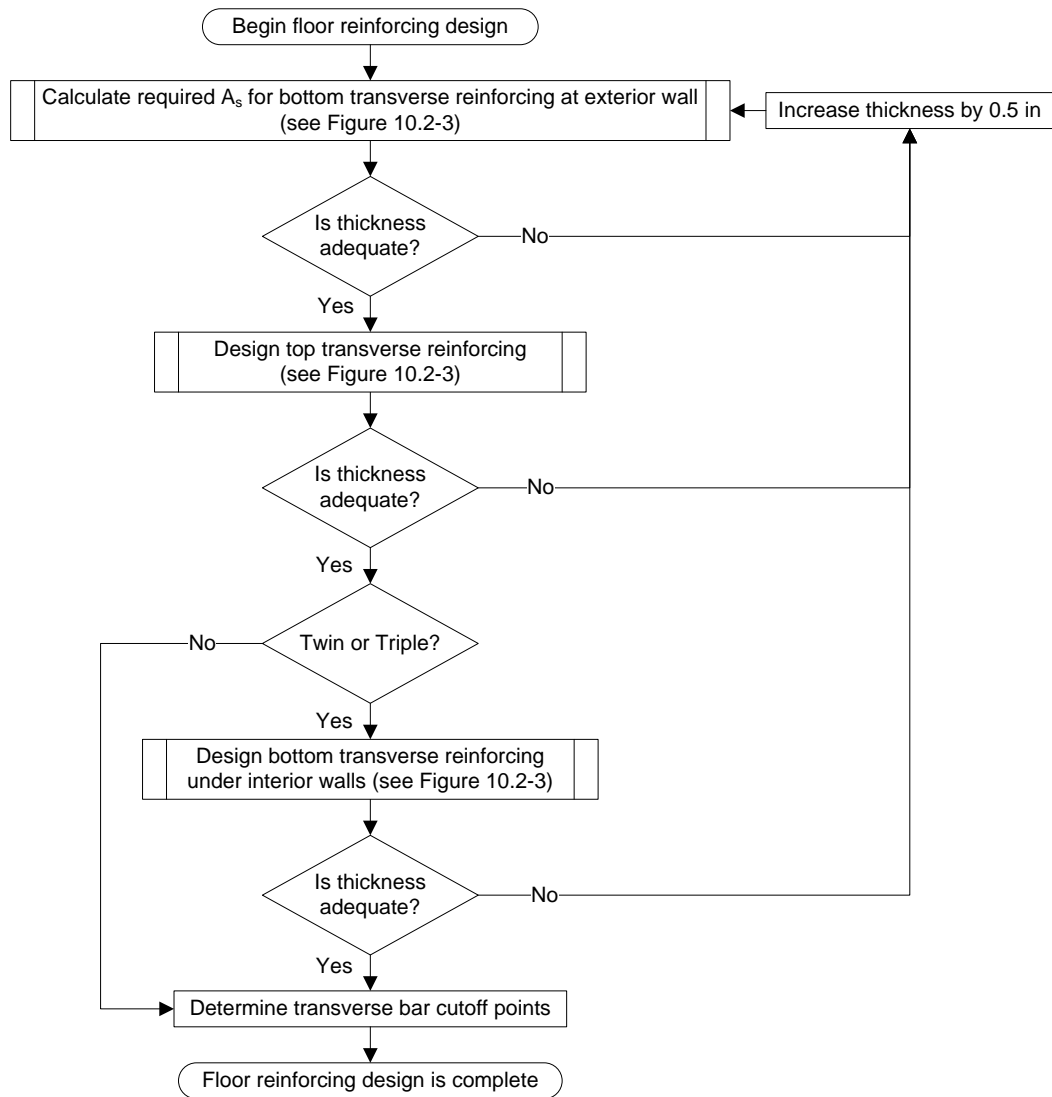 Begin floor reinforcing design
Calculate required As for bottom transverse reinforcing at exterior wall
(see Figure 10.2-3)
Increase thickness by 0.5 in
Is thickness
adequate?
No
Yes
Design top transverse reinforcing
(see Figure 10.2-3)
Is thickness
adequate?
No
Yes
Twin or Triple?
No
Yes
Design bottom transverse reinforcing
under interior walls (see Figure 10.2-3)
Is thickness
adequate?
No
Yes
Determine transverse bar cutoff points
Floor reinforcing design is complete